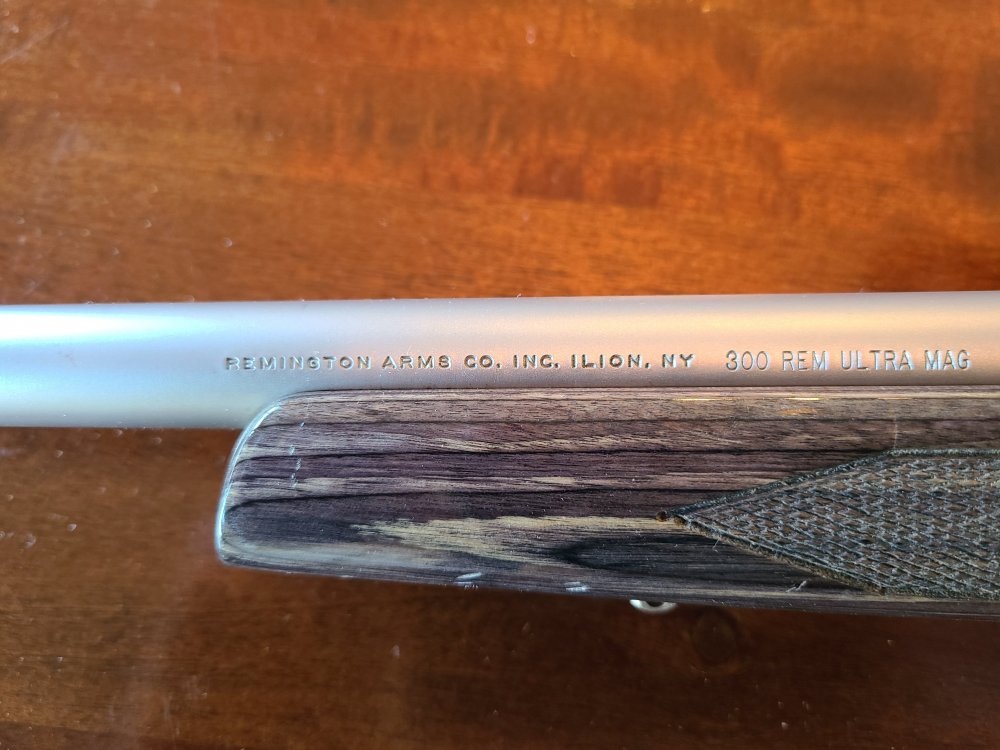 REMINGTON ARMS CO. INC. ILION, NY 300 REM ULTRA MAG